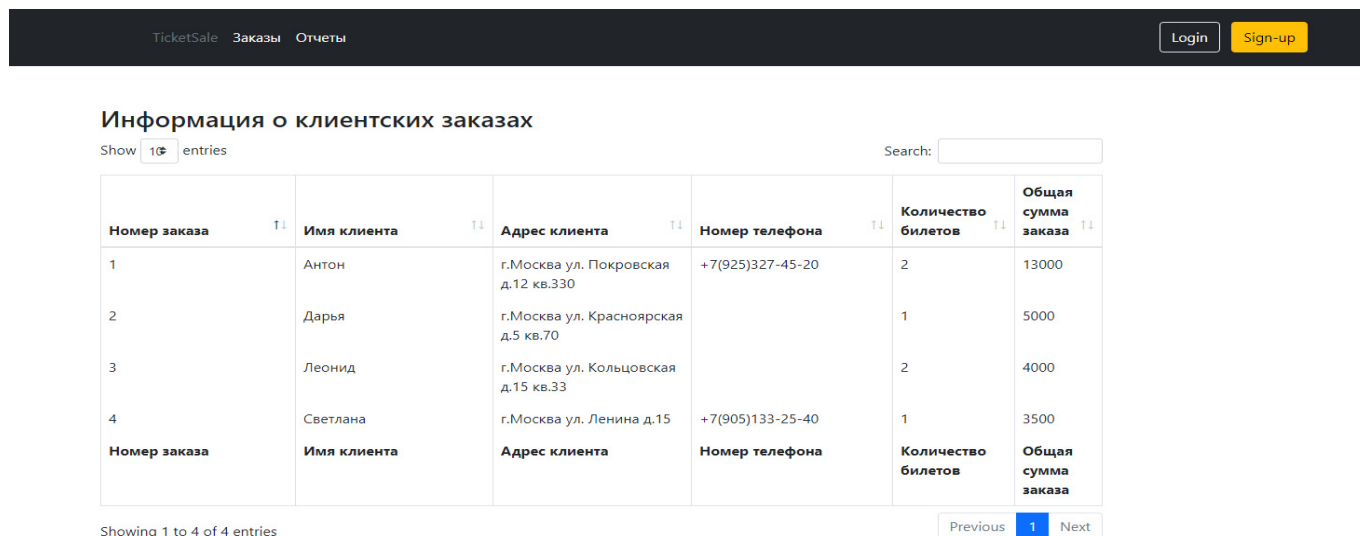 TicketSale Заказы Отчеты Login Sign-up
Информация о клиентских заказах
Show 10 entries Search:
Номер заказа Имя клиента Адрес клиента Номер телефона Количество билетов Общая сумма заказа
1 Антон г.Москва ул. Покровская д.12 кв.330 +7(925)327-45-20 2 13000
2 Дарья г.Москва ул. Красноярская д.5 кв.70 1 5000
3 Леонид г.Москва ул. Кольцовская д.15 кв.33 2 4000
4 Светлана г.Москва ул. Ленина д.15 +7(905)133-25-40 1 3500
Номер заказа Имя клиента Адрес клиента Номер телефона Количество билетов Общая сумма заказа
Showing 1 to 4 of 4 entries Previous 1 Next